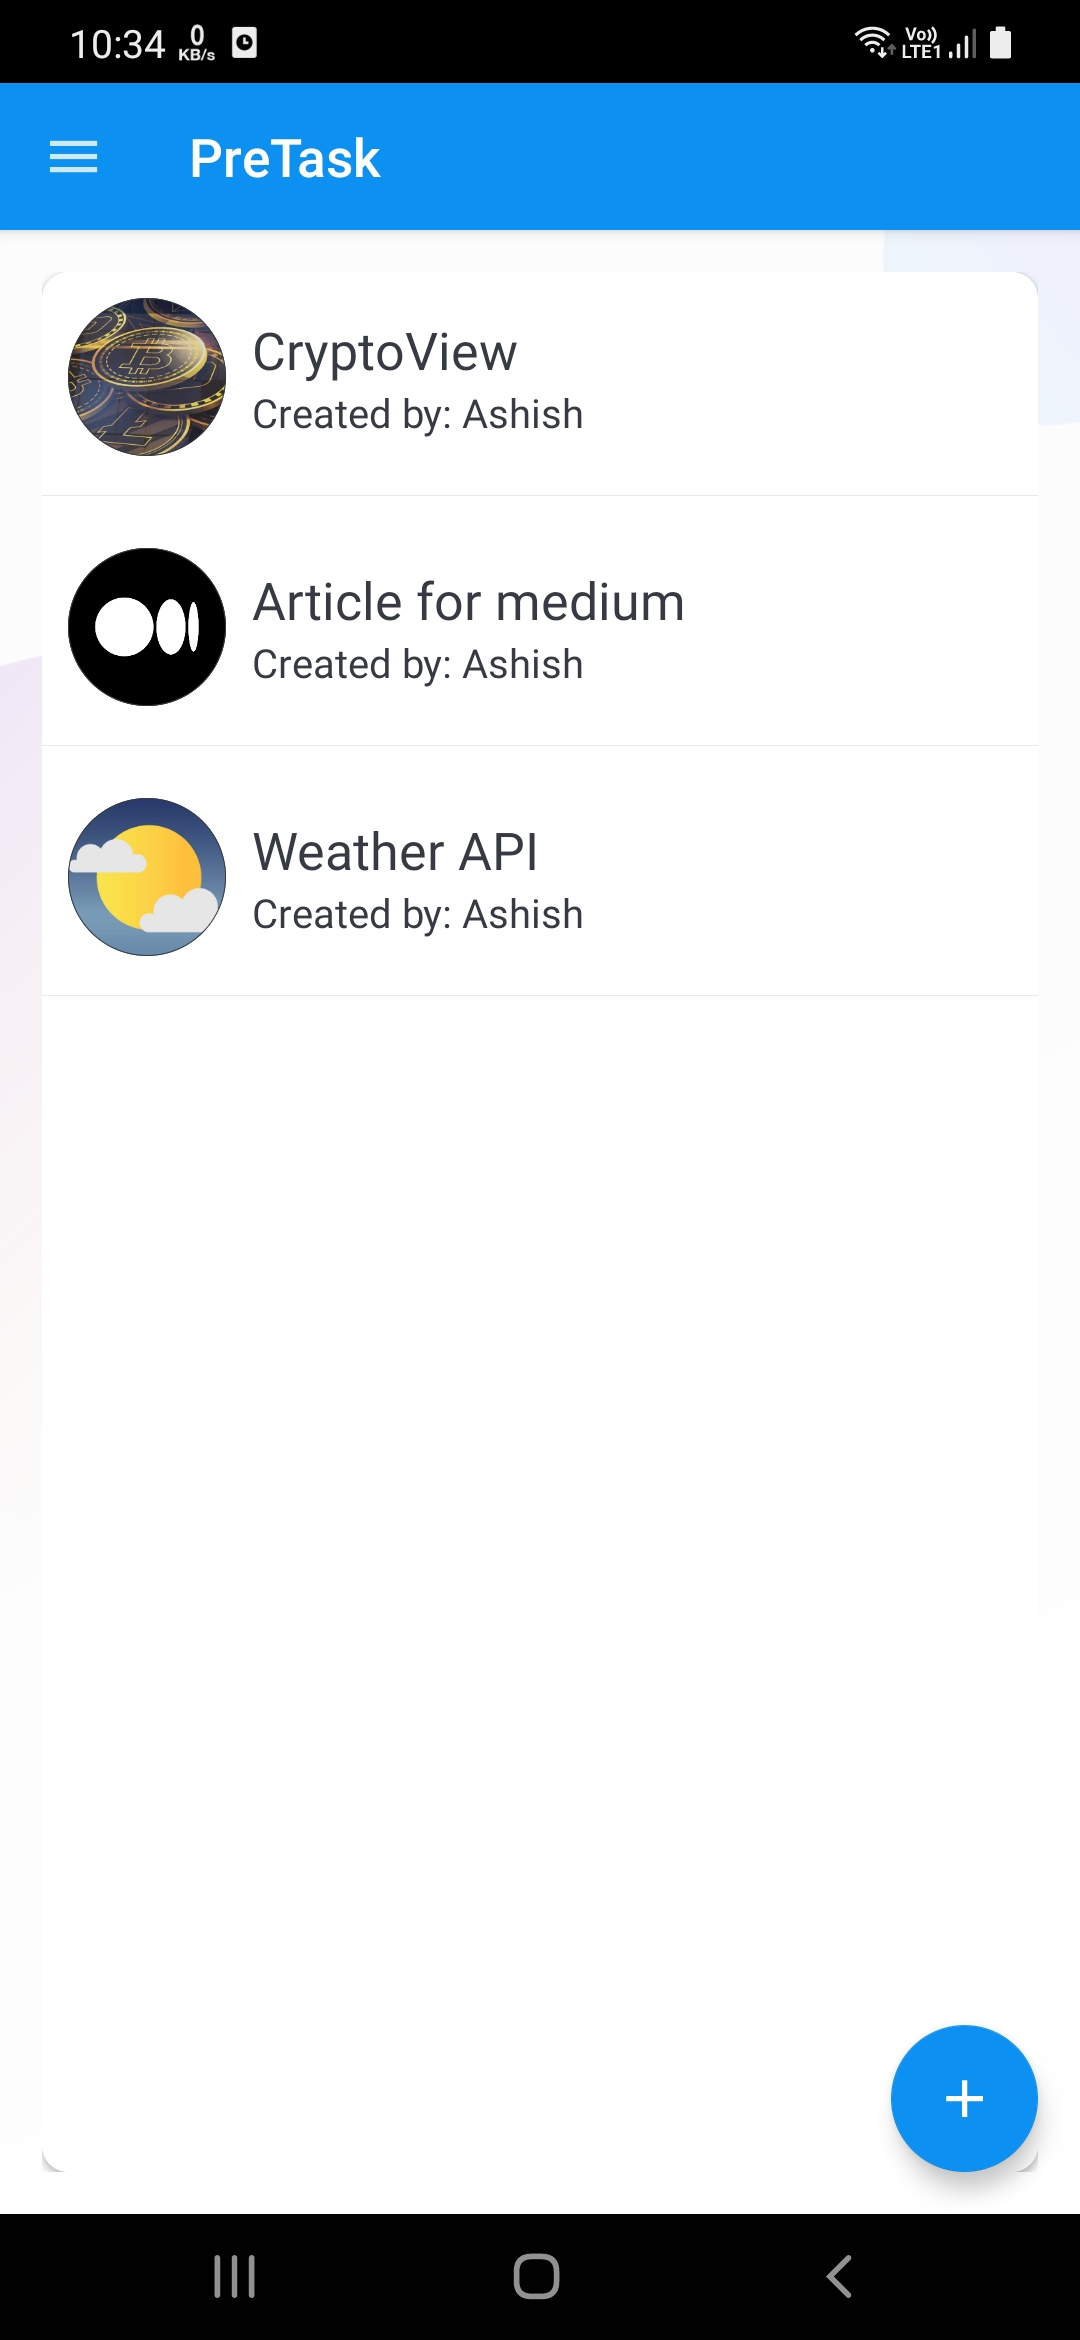 10:34 0 KB/s Vo)) LTE1
PreTask
CryptoView
Created by: Ashish
Article for medium
Created by: Ashish
Weather API
Created by: Ashish